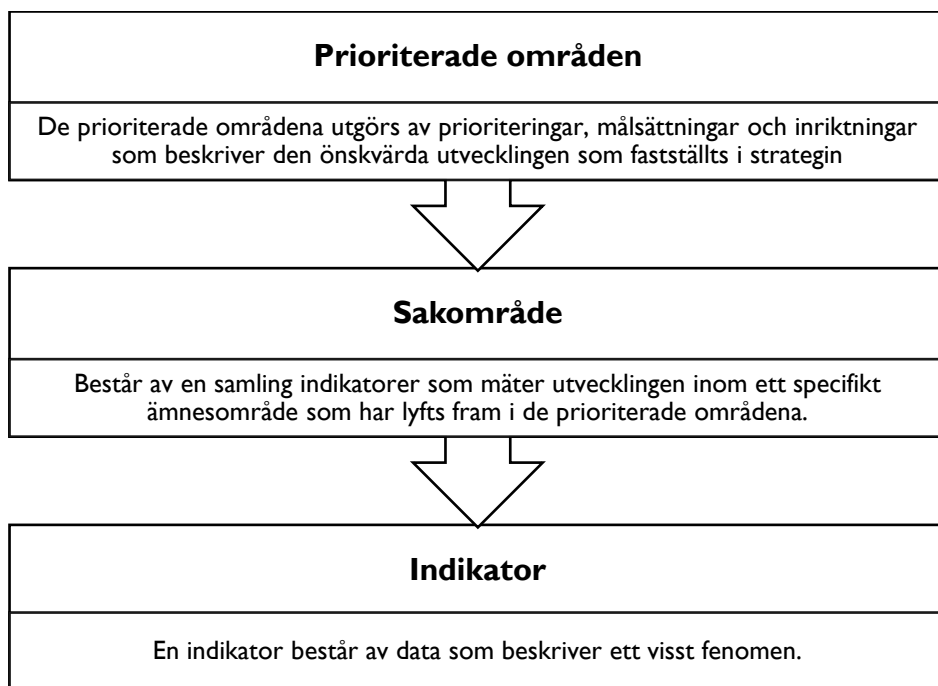 Prioriterade områden
De prioriterade områdena utgörs av prioriteringar, målsättningar och inriktningar
som beskriver den önskvärda utvecklingen som fastställts i strategin
Sakområde
Består av en samling indikatorer som mäter utvecklingen inom ett specifikt
ämnesområde som har lyfts fram i de prioriterade områdena.
Indikator
En indikator består av data som beskriver ett visst fenomen.